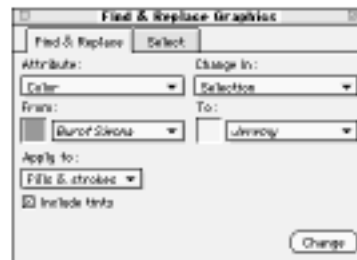 Find & Replace Graphics
Find & Replace Select
Attribute: Change In:
Color Selection
From: To:
Burnt Sienna
Apply to:
Fills & strokes
Include tints
Change